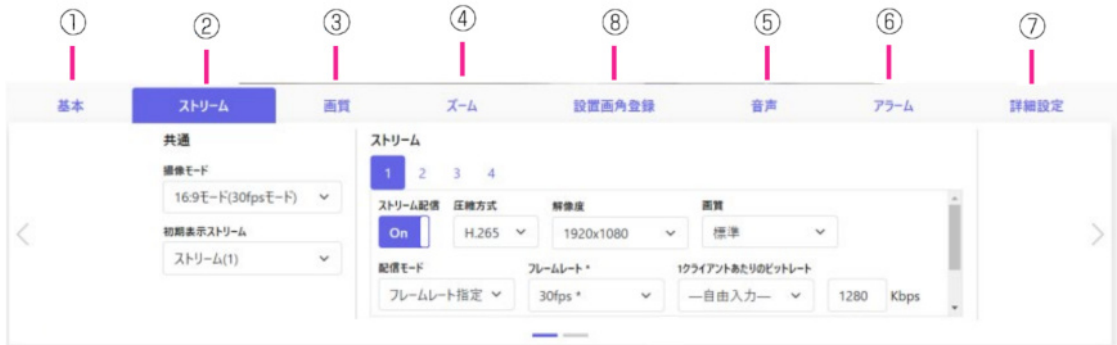 ① ② ③ ④ ⑧ ⑤ ⑥ ⑦
基本 ストリーム 画質 ズーム 設置画角登録 音声 アラーム 詳細設定
共通
撮像モード
16:9モード(30fpsモード)
初期表示ストリーム
ストリーム(1)
ストリーム
1 2 3 4
ストリーム配信 圧縮方式 解像度 画質
On H.265 1920x1080 標準
配信モード フレームレート * 1クライアントあたりのビットレート
フレームレート指定 30fps * —自由入力— 1280 Kbps